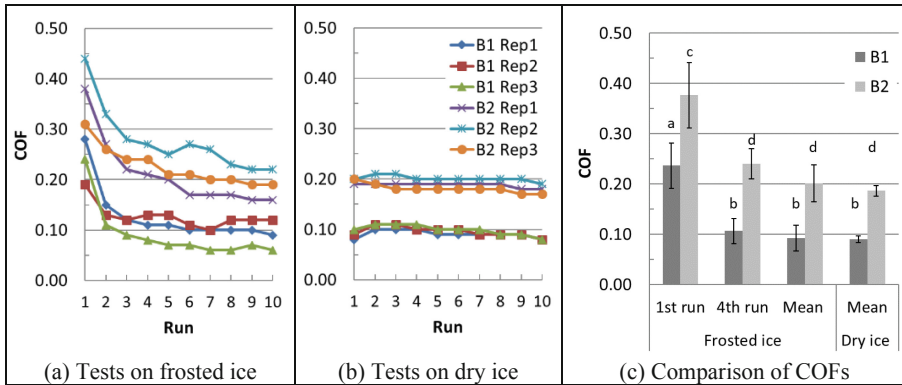 0.50
0.40
0.30
0.20
0.10
0.00
COF
1 2 3 4 5 6 7 8 9 10
Run
(a) Tests on frosted ice
0.50
0.40
0.30
0.20
0.10
0.00
B1 Rep1
B1 Rep2
B1 Rep3
B2 Rep1
B2 Rep2
B2 Rep3
1 2 3 4 5 6 7 8 9 10
Run
(b) Tests on dry ice
0.50
0.40
0.30
0.20
0.10
0.00
COF
B1
B2
a c
b d
b d
b d
1st run 4th run Mean Mean
Frosted ice Dry ice
(c) Comparison of COFs